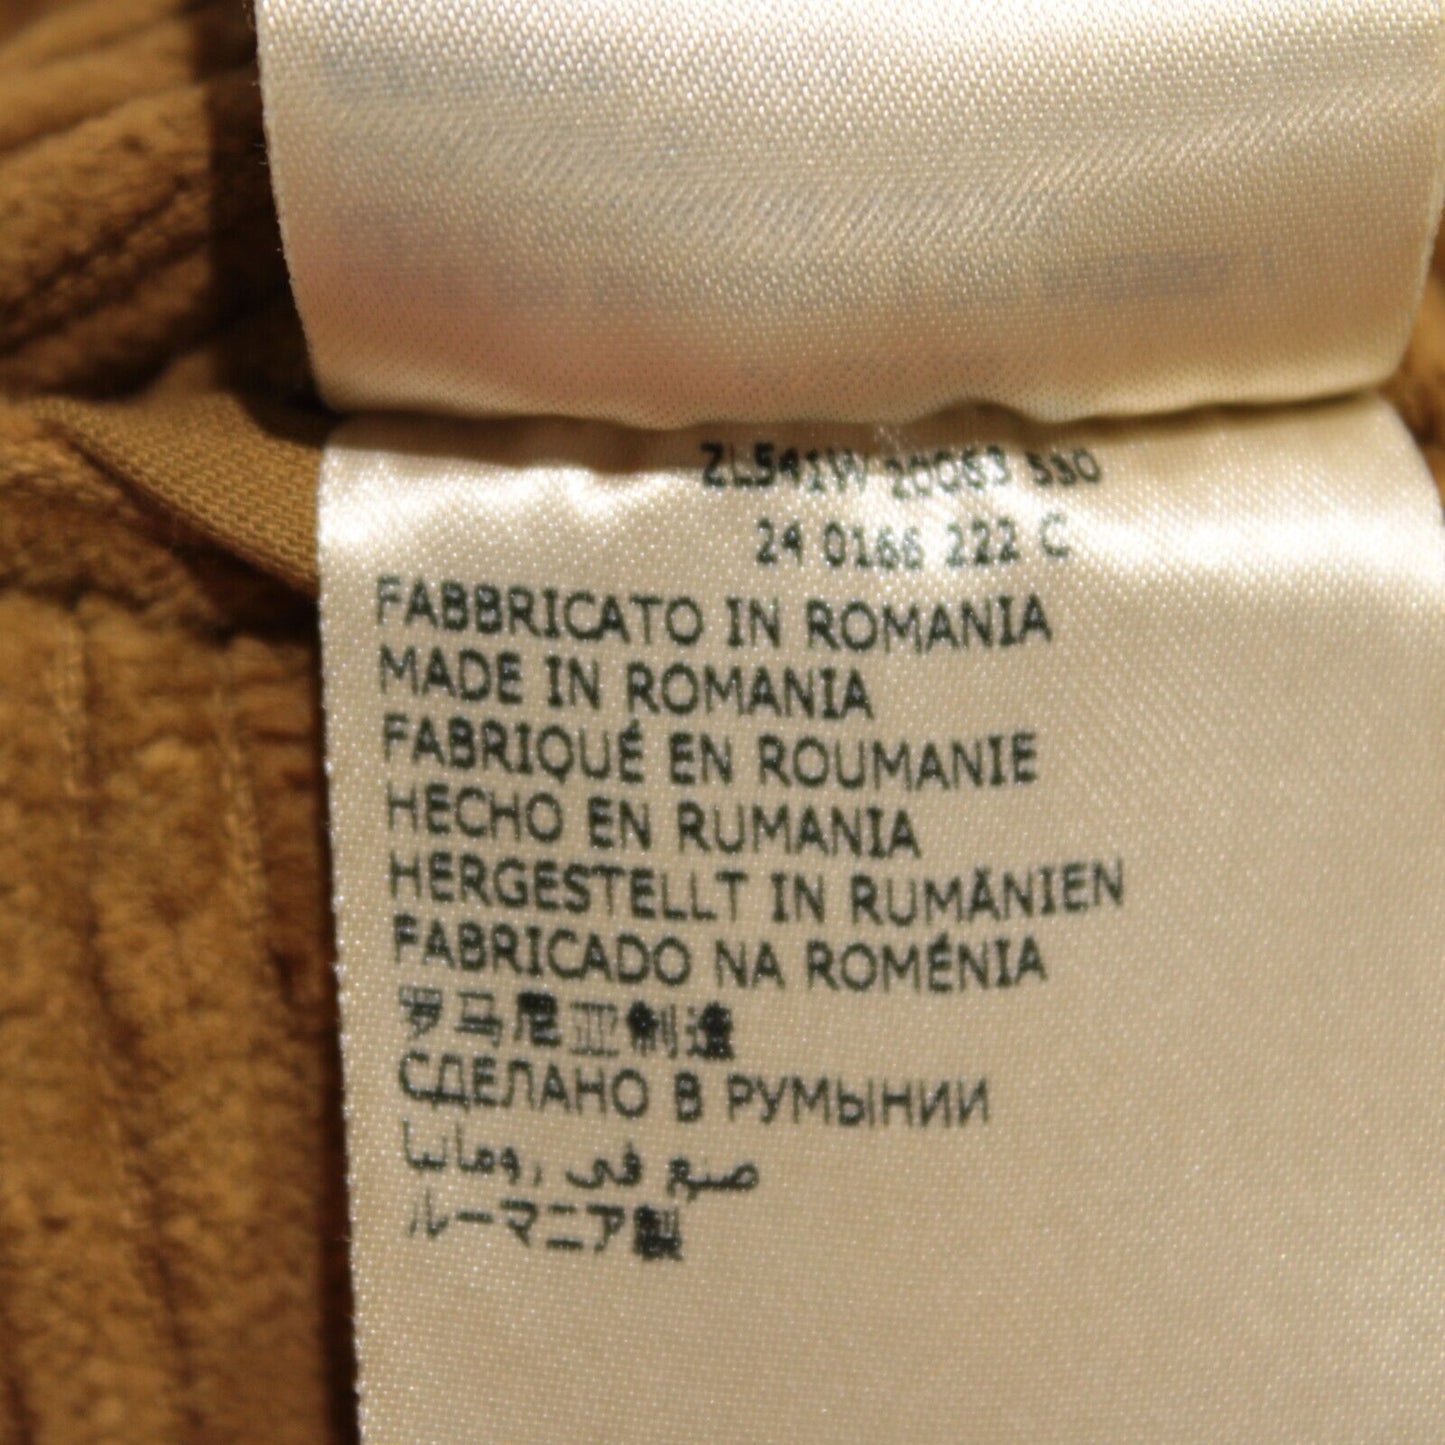 ZL541W 20063 550
24 0166 222 C
FABBRICATO IN ROMANIA
MADE IN ROMANIA
FABRIQUÉ EN ROUMANIE
HECHO EN RUMANIA
HERGESTELLT IN RUMÄNIEN
FABRICADO NA ROMÉNIA
罗马尼亚制造
СДЕЛАНО В РУМЫНИИ
صنع في رومانيا
ルーマニア製